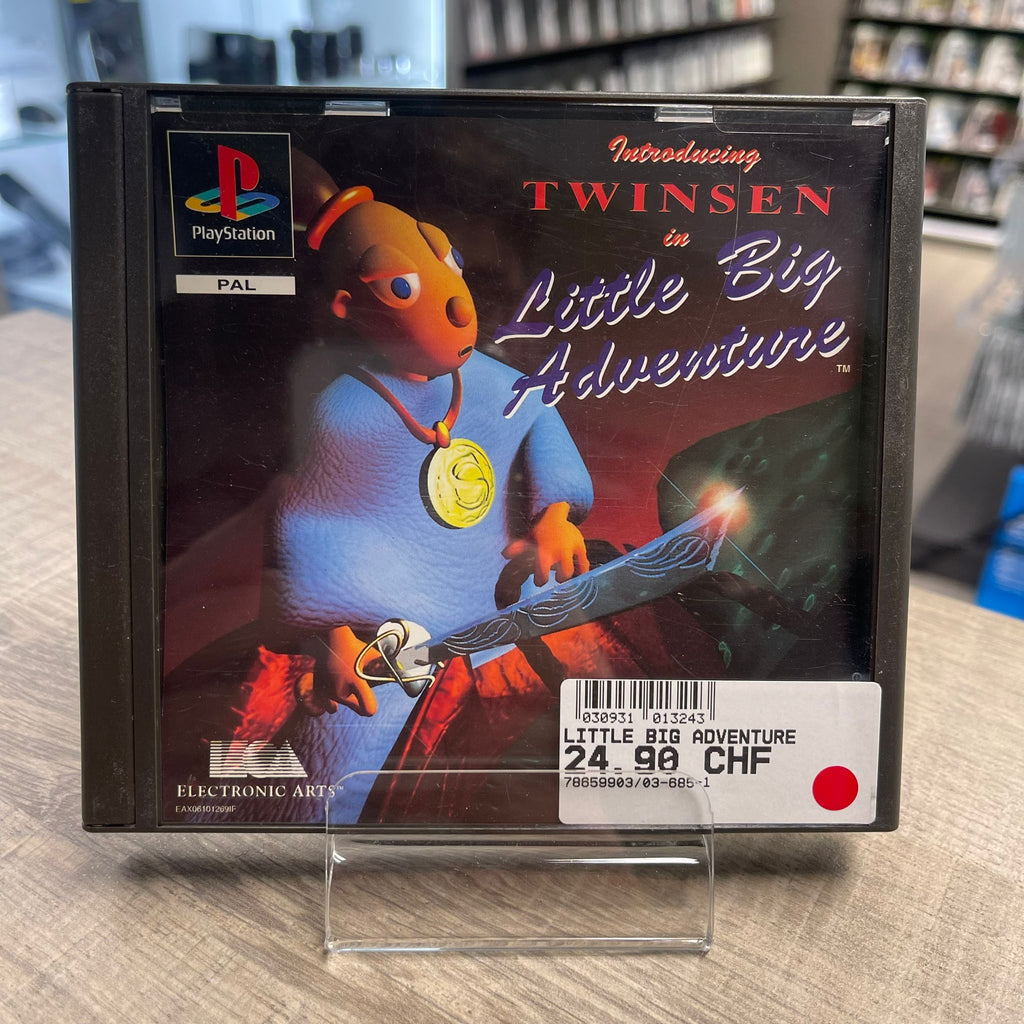 PlayStation
PAL
Introducing
TWINSEN
in
Little Big
Adventure
TM
030931 013243
LITTLE BIG ADVENTURE
24.90 CHF
78659903/03-685-1
ELECTRONIC ARTS™
EAX06101269IF